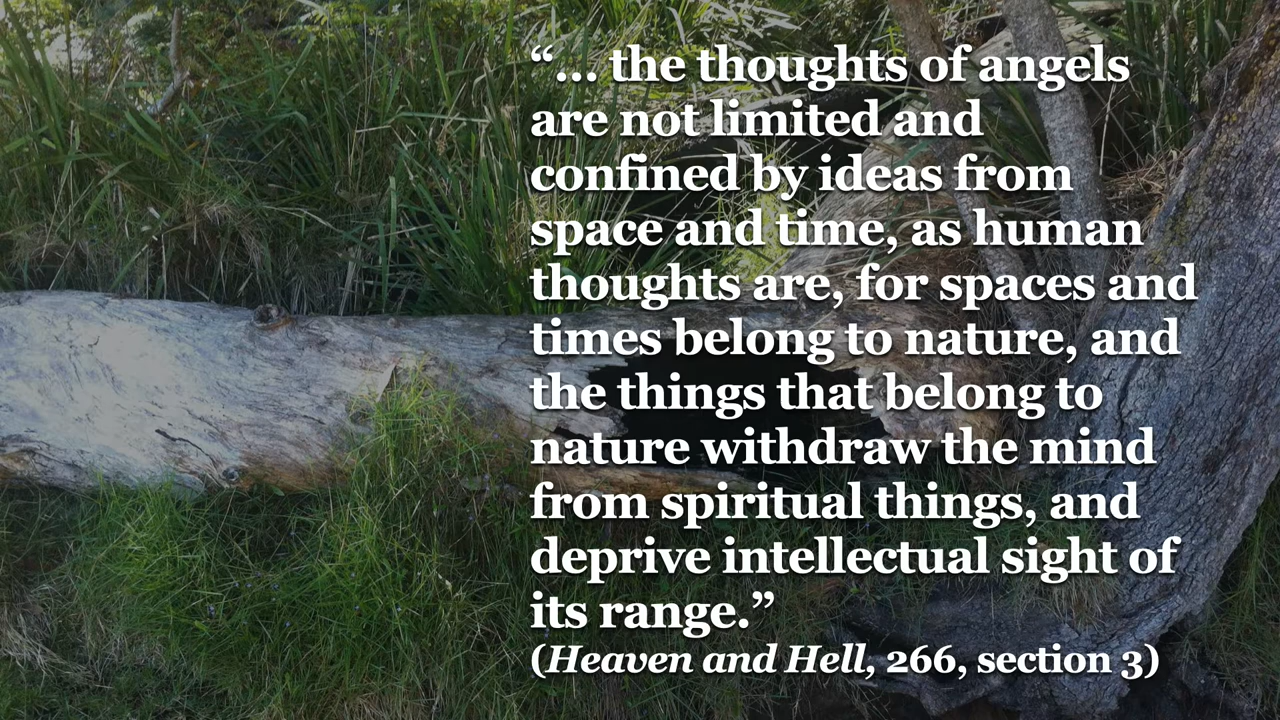 “... the thoughts of angels
are not limited and
confined by ideas from
space and time, as human
thoughts are, for spaces and
times belong to nature, and
the things that belong to
nature withdraw the mind
from spiritual things, and
deprive intellectual sight of
its range.”
(Heaven and Hell, 266, section 3)